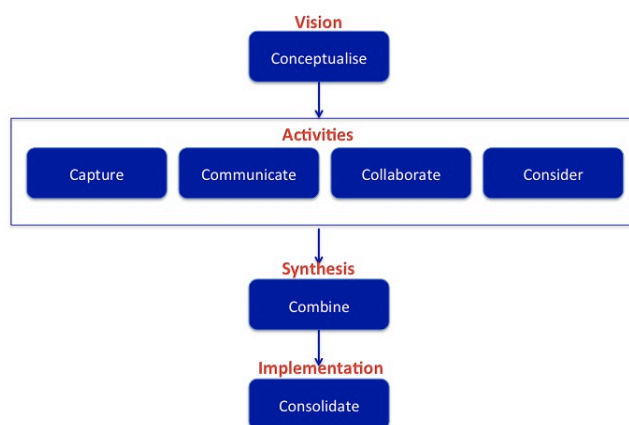 Vision
Conceptualise
Activities
Capture
Communicate
Collaborate
Consider
Synthesis
Combine
Implementation
Consolidate